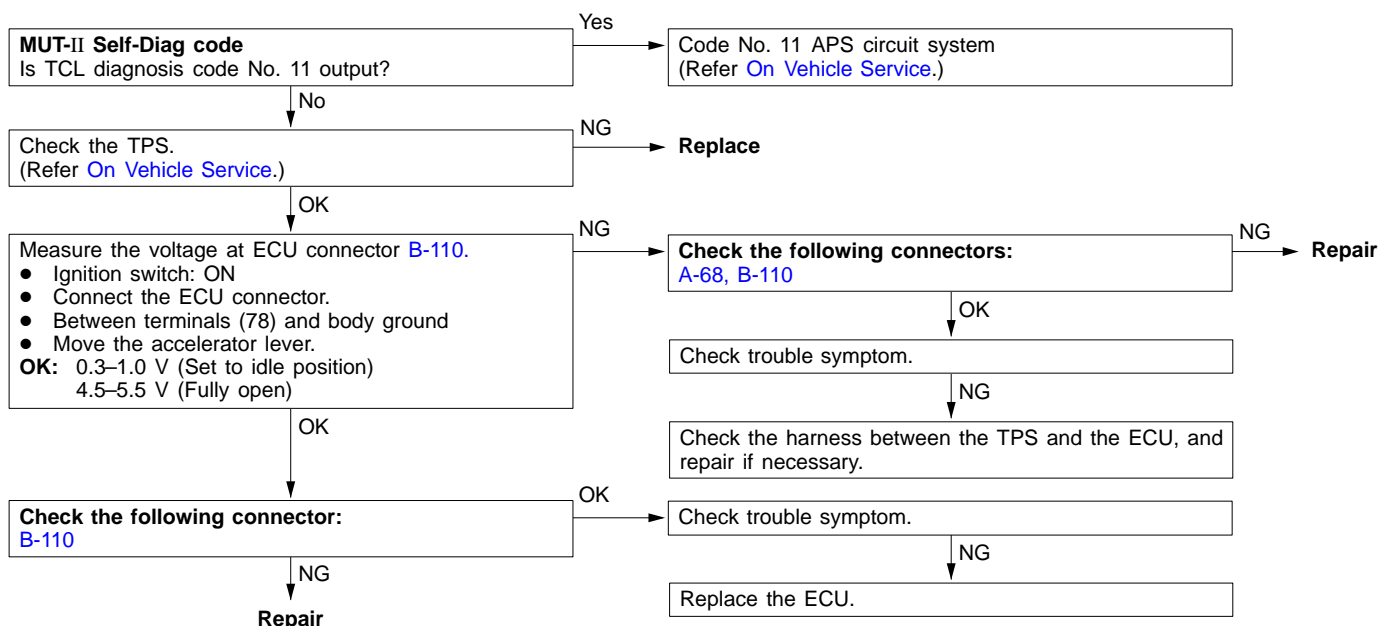 Yes
MUT-II Self-Diag code
Is TCL diagnosis code No. 11 output?
Code No. 11 APS circuit system
(Refer On Vehicle Service.)
No
Check the TPS.
(Refer On Vehicle Service.)
NG
Replace
OK
Measure the voltage at ECU connector B-110.
● Ignition switch: ON
● Connect the ECU connector.
● Between terminals (78) and body ground
● Move the accelerator lever.
OK: 0.3–1.0 V (Set to idle position)
4.5–5.5 V (Fully open)
NG
Check the following connectors:
A-68, B-110
NG
Repair
OK
Check trouble symptom.
NG
Check the harness between the TPS and the ECU, and
repair if necessary.
OK
Check the following connector:
B-110
OK
Check trouble symptom.
NG
Replace the ECU.
NG
Repair